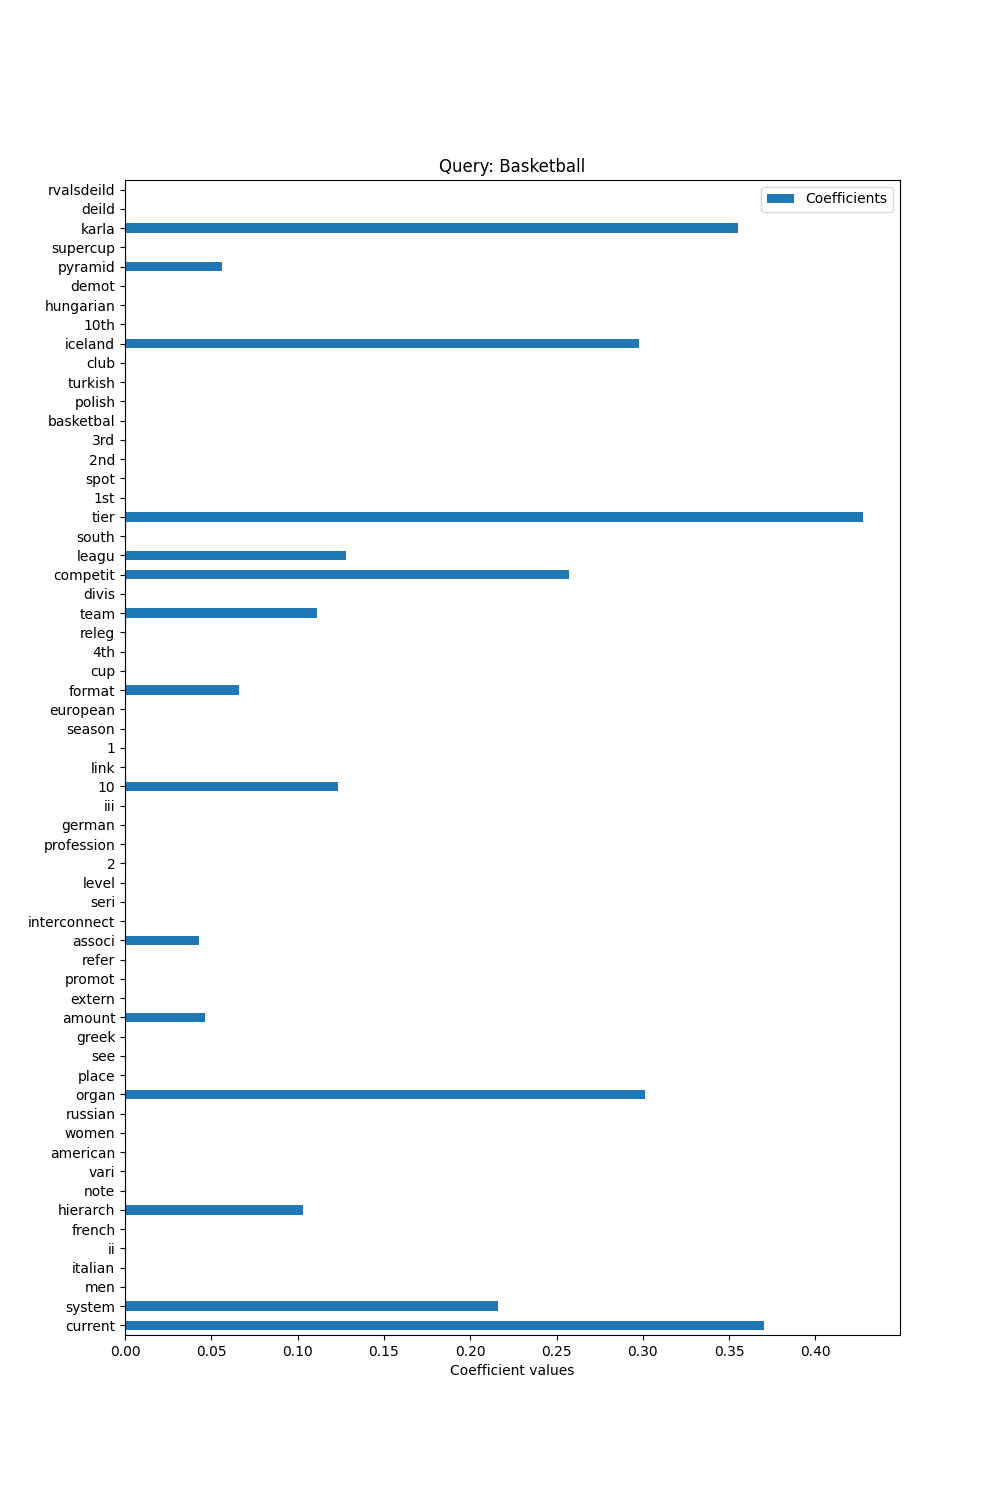 Query: Basketball
Coefficients
rvalsdeild
deild
karla
supercup
pyramid
demot
hungarian
10th
iceland
club
turkish
polish
basketbal
3rd
2nd
spot
1st
tier
south
leagu
competit
divis
team
releg
4th
cup
format
european
season
1
link
10
iii
german
profession
2
level
seri
interconnect
associ
refer
promot
extern
amount
greek
see
place
organ
russian
women
american
vari
note
hierarch
french
ii
italian
men
system
current
0.00 0.05 0.10 0.15 0.20 0.25 0.30 0.35 0.40
Coefficient values